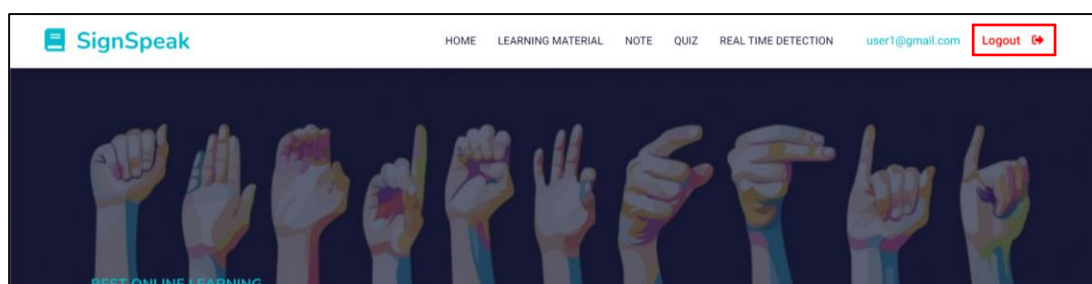 SignSpeak HOME LEARNING MATERIAL NOTE QUIZ REAL TIME DETECTION user1@gmail.com Logout
BEST ONLINE LEARNING